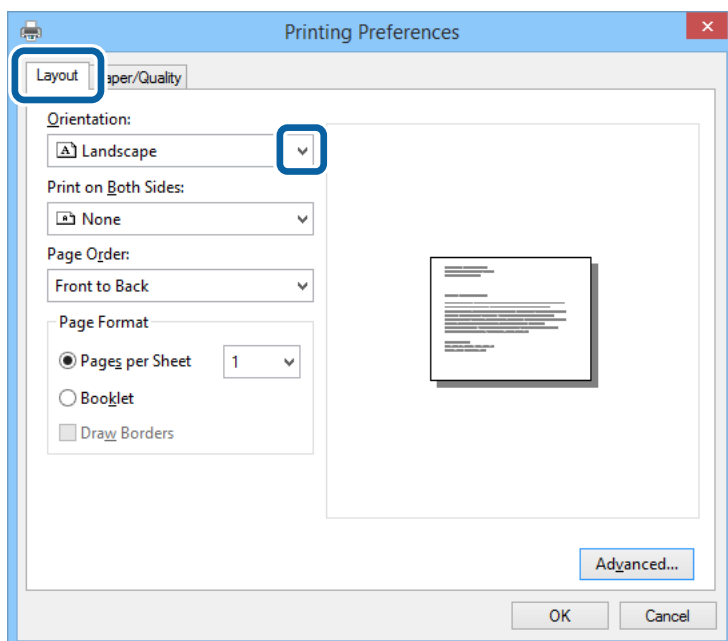 Printing Preferences
Layout
aper/Quality
Orientation:
A Landscape
Print on Both Sides:
None
Page Order:
Front to Back
Page Format
Pages per Sheet 1
Booklet
Draw Borders
Advanced...
OK Cancel